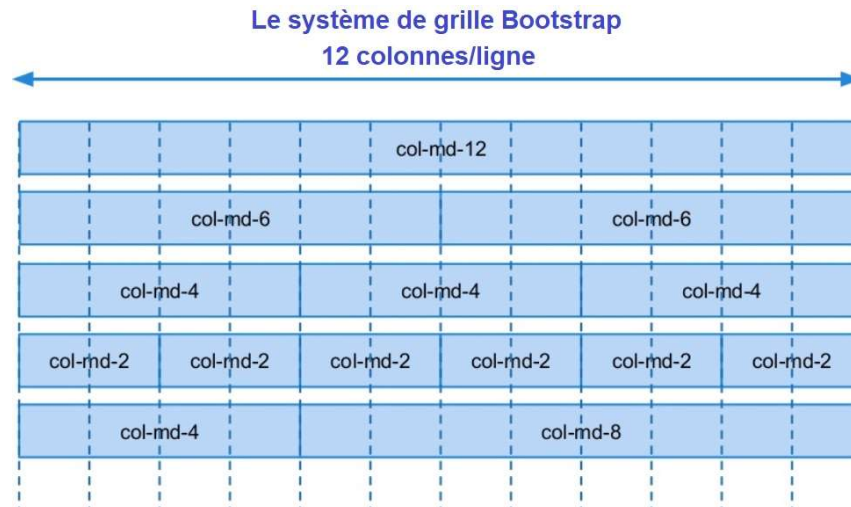 Le système de grille Bootstrap
12 colonnes/ligne
col-md-12
col-md-6 col-md-6
col-md-4 col-md-4 col-md-4
col-md-2 col-md-2 col-md-2 col-md-2 col-md-2 col-md-2
col-md-4 col-md-8